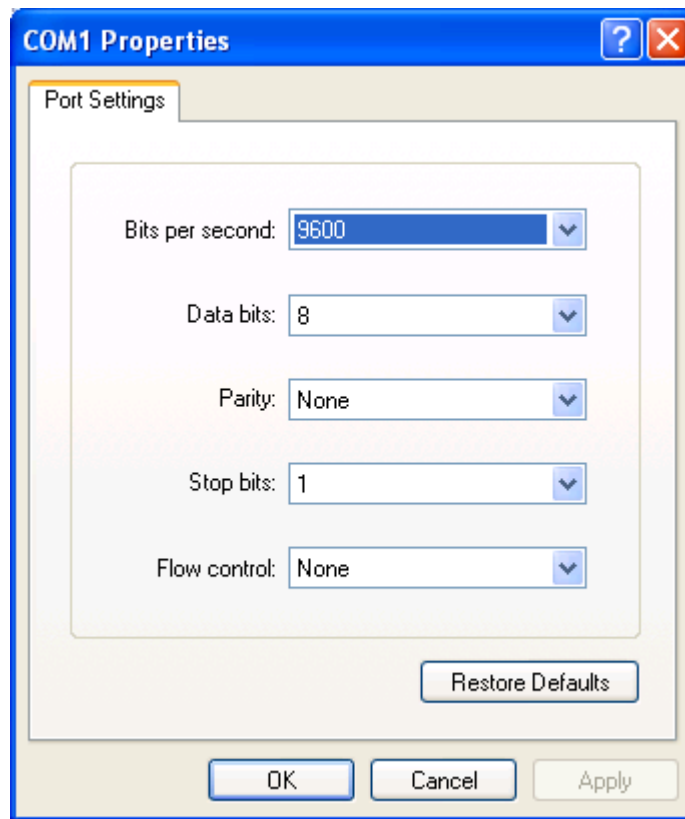 COM1 Properties
Port Settings
Bits per second: 9600
Data bits: 8
Parity: None
Stop bits: 1
Flow control: None
Restore Defaults
OK Cancel Apply